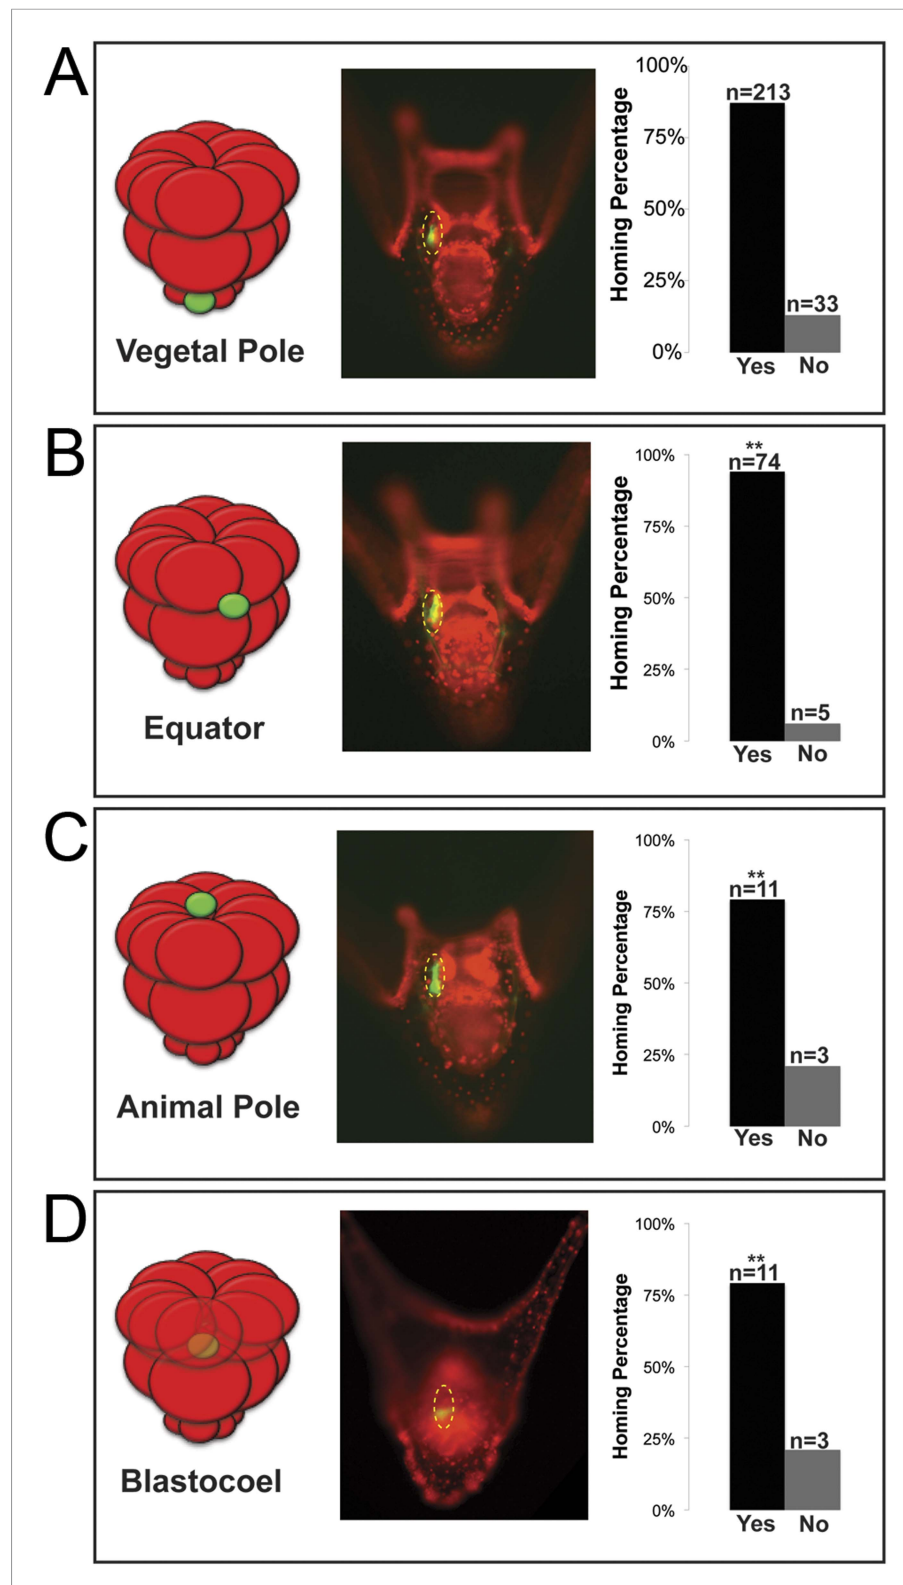 A
Vegetal Pole
Homing Percentage
100%
75%
50%
25%
0%
n=213
n=33
Yes No
B
Equator
Homing Percentage
100%
75%
50%
25%
0%
**
n=74
n=5
Yes No
C
Animal Pole
Homing Percentage
100%
75%
50%
25%
0%
**
n=11
n=3
Yes No
D
Blastocoel
Homing Percentage
100%
75%
50%
25%
0%
**
n=11
n=3
Yes No